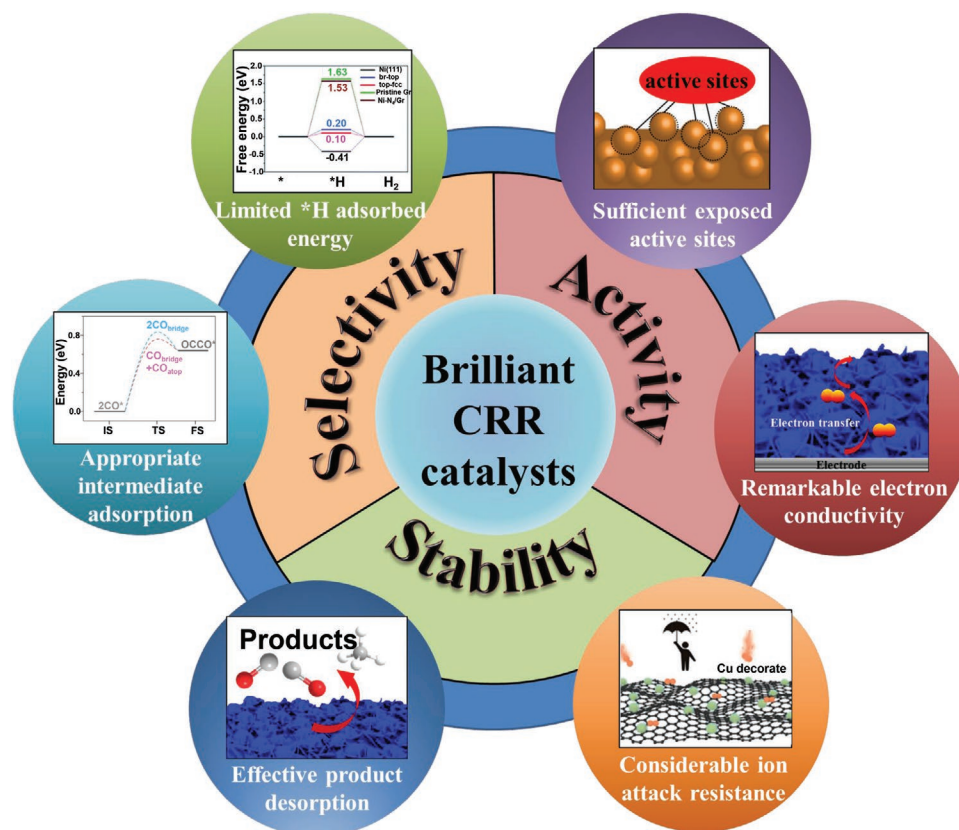 Free energy (eV)
2.0
1.5
1.0
0.5
0.0
-0.5
-1.0
1.63
1.53
0.20
0.10
-0.41
Ni(111)
br-top
top-fcc
Pristine Gr
Ni-N₄/Gr
* *H H₂
Limited *H adsorbed
energy
active sites
Sufficient exposed
active sites
Energy (eV)
0.8
0.4
0.0
2CObridge
CObridge
+COatop
OCCO*
2CO*
IS TS FS
Appropriate
intermediate
adsorption
Electron transfer
Electrode
Remarkable electron
conductivity
Selectivity
Activity
Stability
Brilliant
CRR
catalysts
Products
Effective product
desorption
Cu decorate
Considerable ion
attack resistance